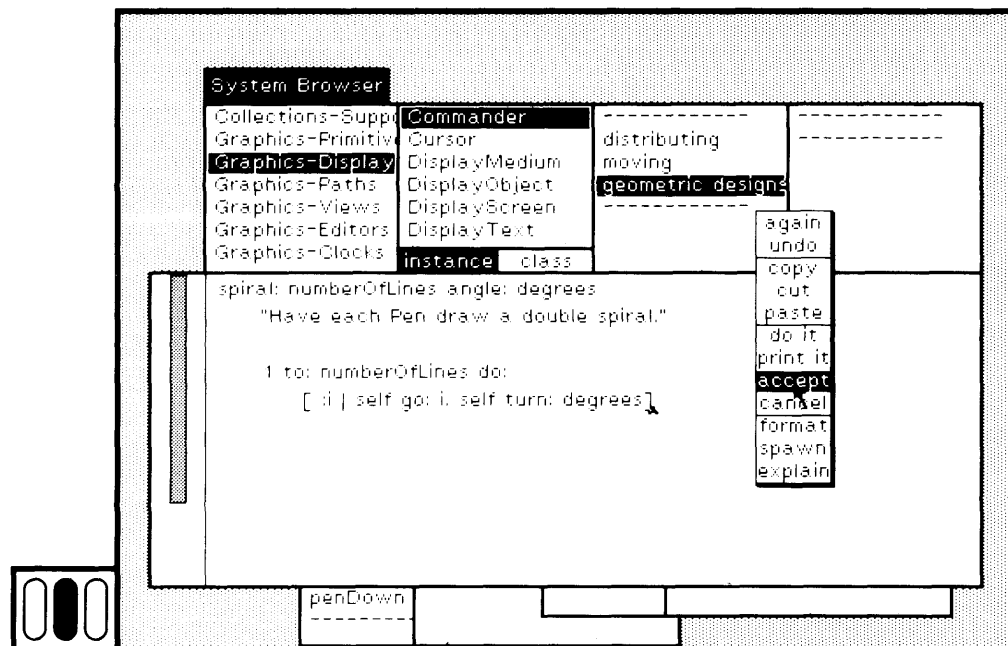 System Browser
Collections-Suppo
Graphics-Primitive
Graphics-Display
Graphics-Paths
Graphics-Views
Graphics-Editors
Graphics-Clocks
Commander
Cursor
DisplayMedium
DisplayObject
DisplayScreen
DisplayText
instance class
distributing
moving
geometric designs
spiral: numberOfLines angle: degrees
"Have each Pen draw a double spiral."
1 to: numberOfLines do:
[ :i | self go: i. self turn: degrees]
again
undo
copy
cut
paste
do it
print it
accept
cancel
format
spawn
explain
penDown